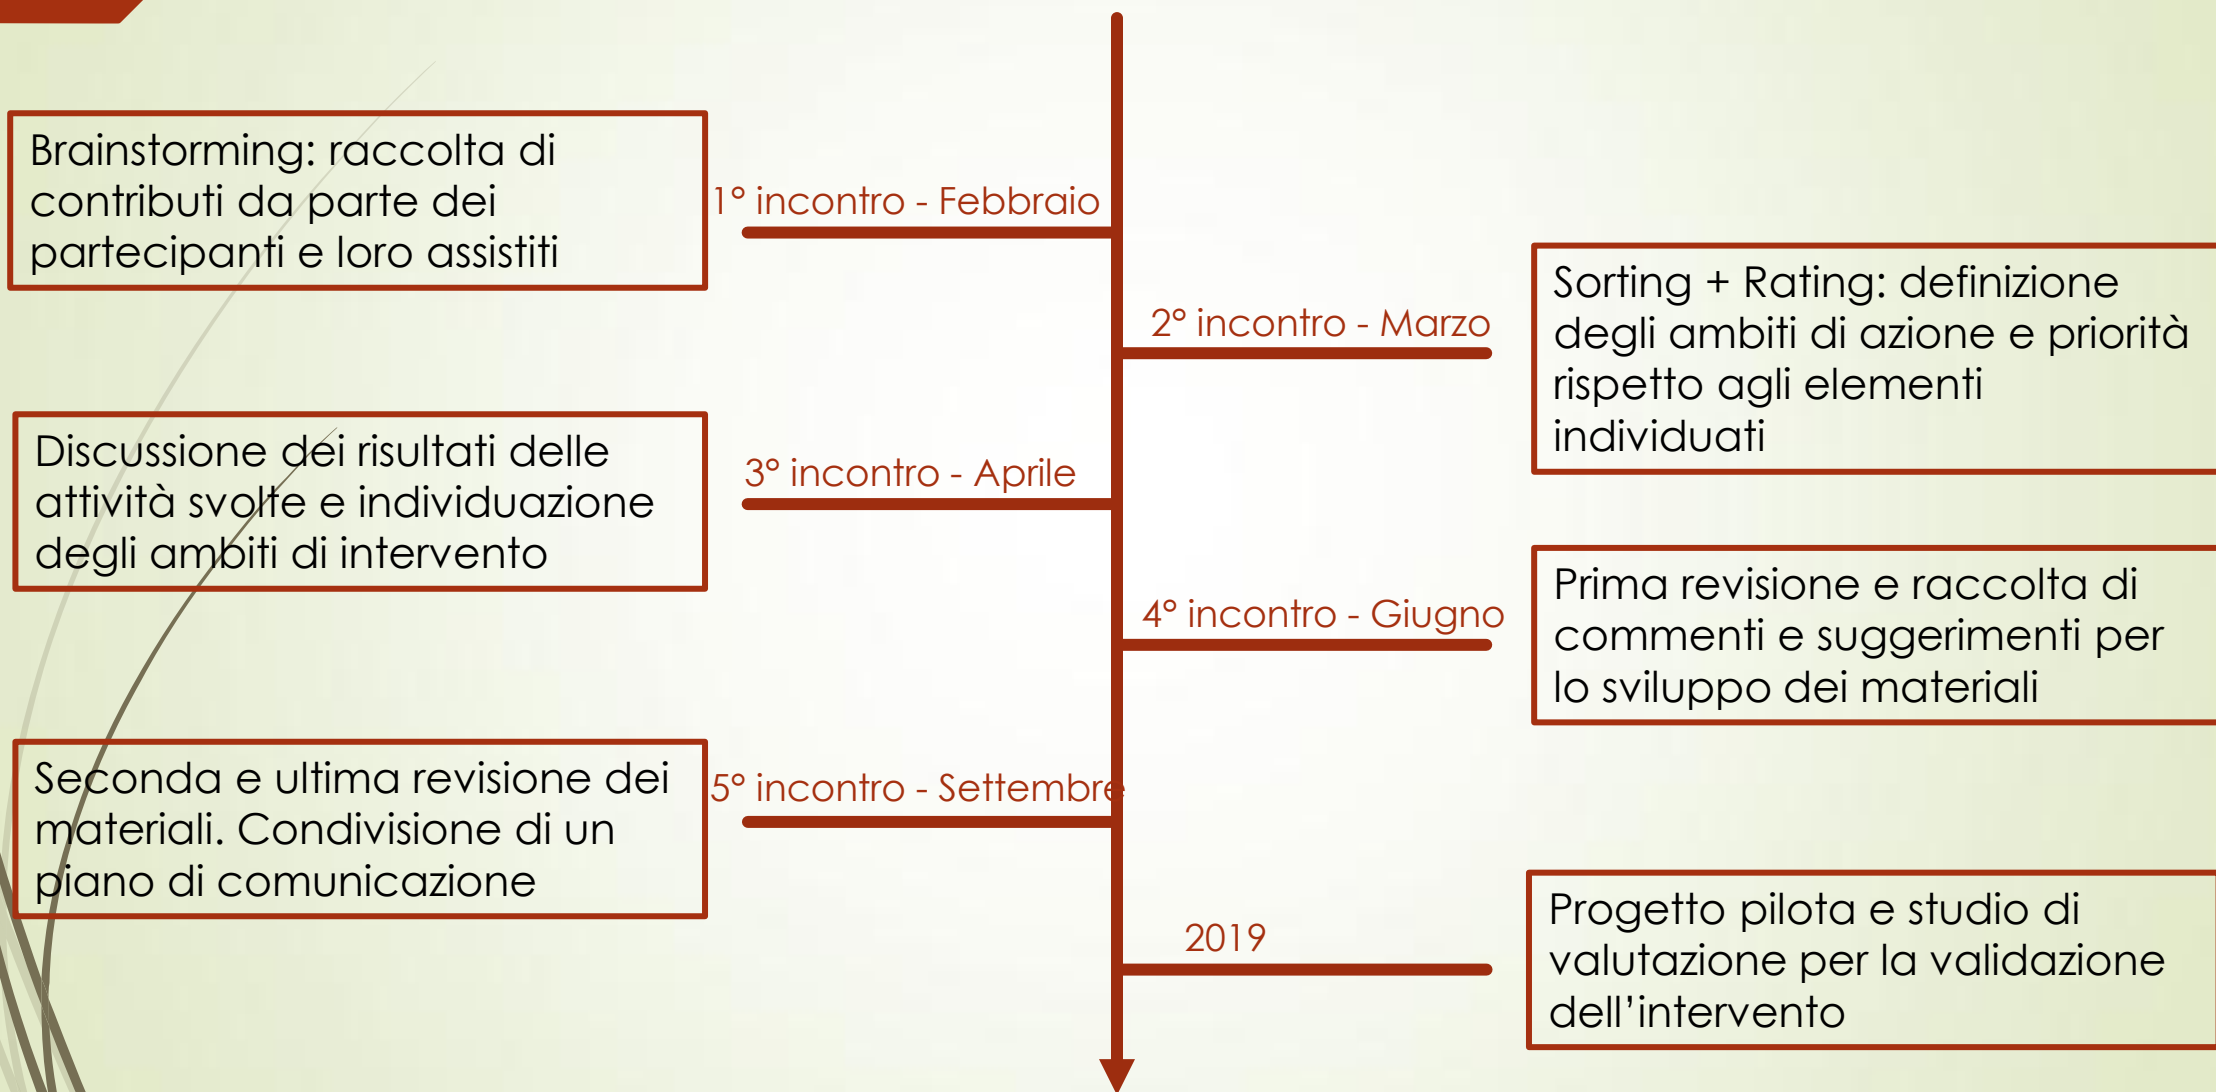 Brainstorming: raccolta di
contributi da parte dei
partecipanti e loro assistiti
1° incontro - Febbraio
2° incontro - Marzo
Sorting + Rating: definizione
degli ambiti di azione e priorità
rispetto agli elementi
individuati
Discussione dei risultati delle
attività svolte e individuazione
degli ambiti di intervento
3° incontro - Aprile
4° incontro - Giugno
Prima revisione e raccolta di
commenti e suggerimenti per
lo sviluppo dei materiali
Seconda e ultima revisione dei
materiali. Condivisione di un
piano di comunicazione
5° incontro - Settembre
2019
Progetto pilota e studio di
valutazione per la validazione
dell’intervento